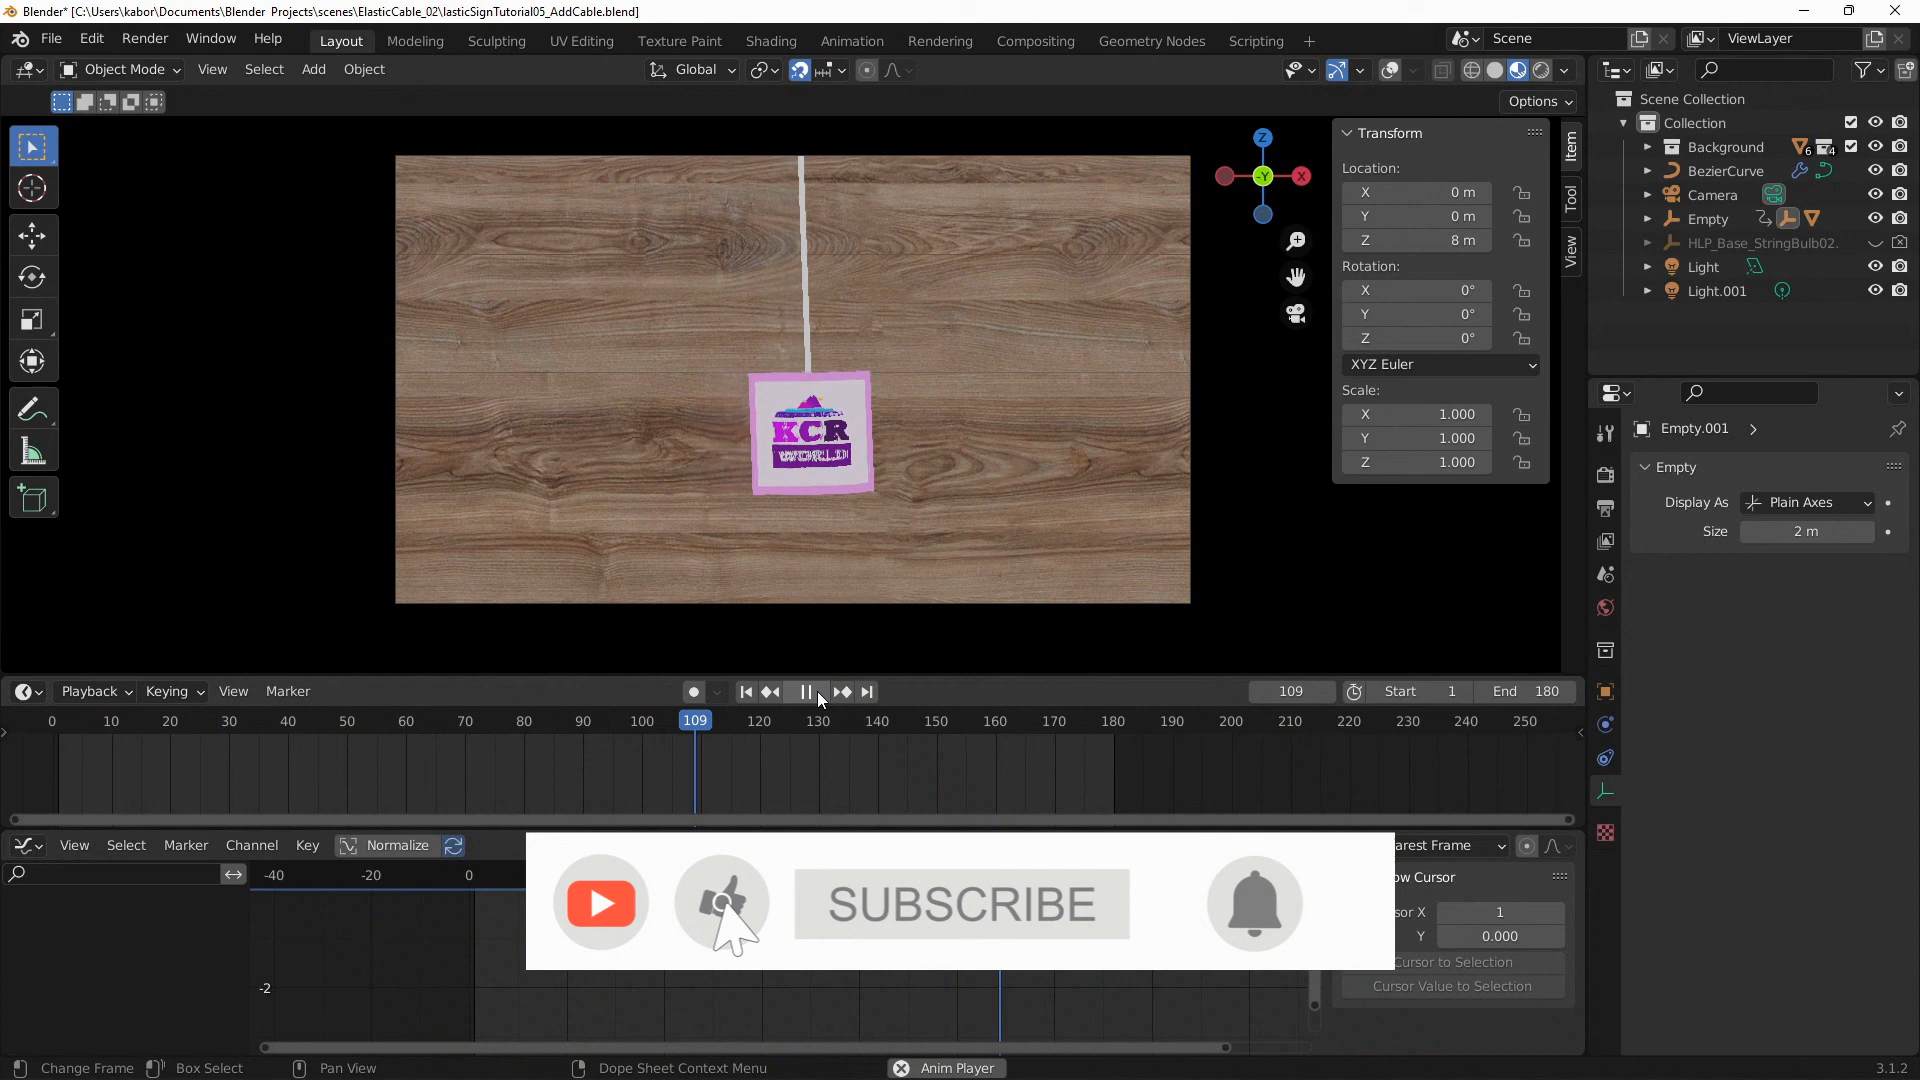 Blender* [C:\Users\kabor\Documents\Blender Projects\scenes\ElasticCable_02\lasticSignTutorial05_AddCable.blend]
File Edit Render Window Help
Layout Modeling Sculpting UV Editing Texture Paint Shading Animation Rendering Compositing Geometry Nodes Scripting +
Scene ViewLayer
Object Mode View Select Add Object Global
Options
Transform
Location:
X 0 m
Y 0 m
Z 8 m
Rotation:
X 0°
Y 0°
Z 0°
XYZ Euler
Scale:
X 1.000
Y 1.000
Z 1.000
Item
Tool
View
Z
-Y
X
KCR
WORLD
Scene Collection
Collection
Background 6 4
BezierCurve
Camera
Empty
HLP_Base_StringBulb02.
Light
Light.001
Empty.001
Empty
Display As Plain Axes
Size 2 m
Playback Keying View Marker 109 Start 1 End 180
0 10 20 30 40 50 60 70 80 90 100 109 120 130 140 150 160 170 180 190 200 210 220 230 240 250
View Select Marker Channel Key Normalize arest Frame
-40 -20 0
-2
SUBSCRIBE
ow Cursor
sor X 1
Y 0.000
Cursor to Selection
Cursor Value to Selection
Change Frame Box Select Pan View Dope Sheet Context Menu Anim Player 3.1.2